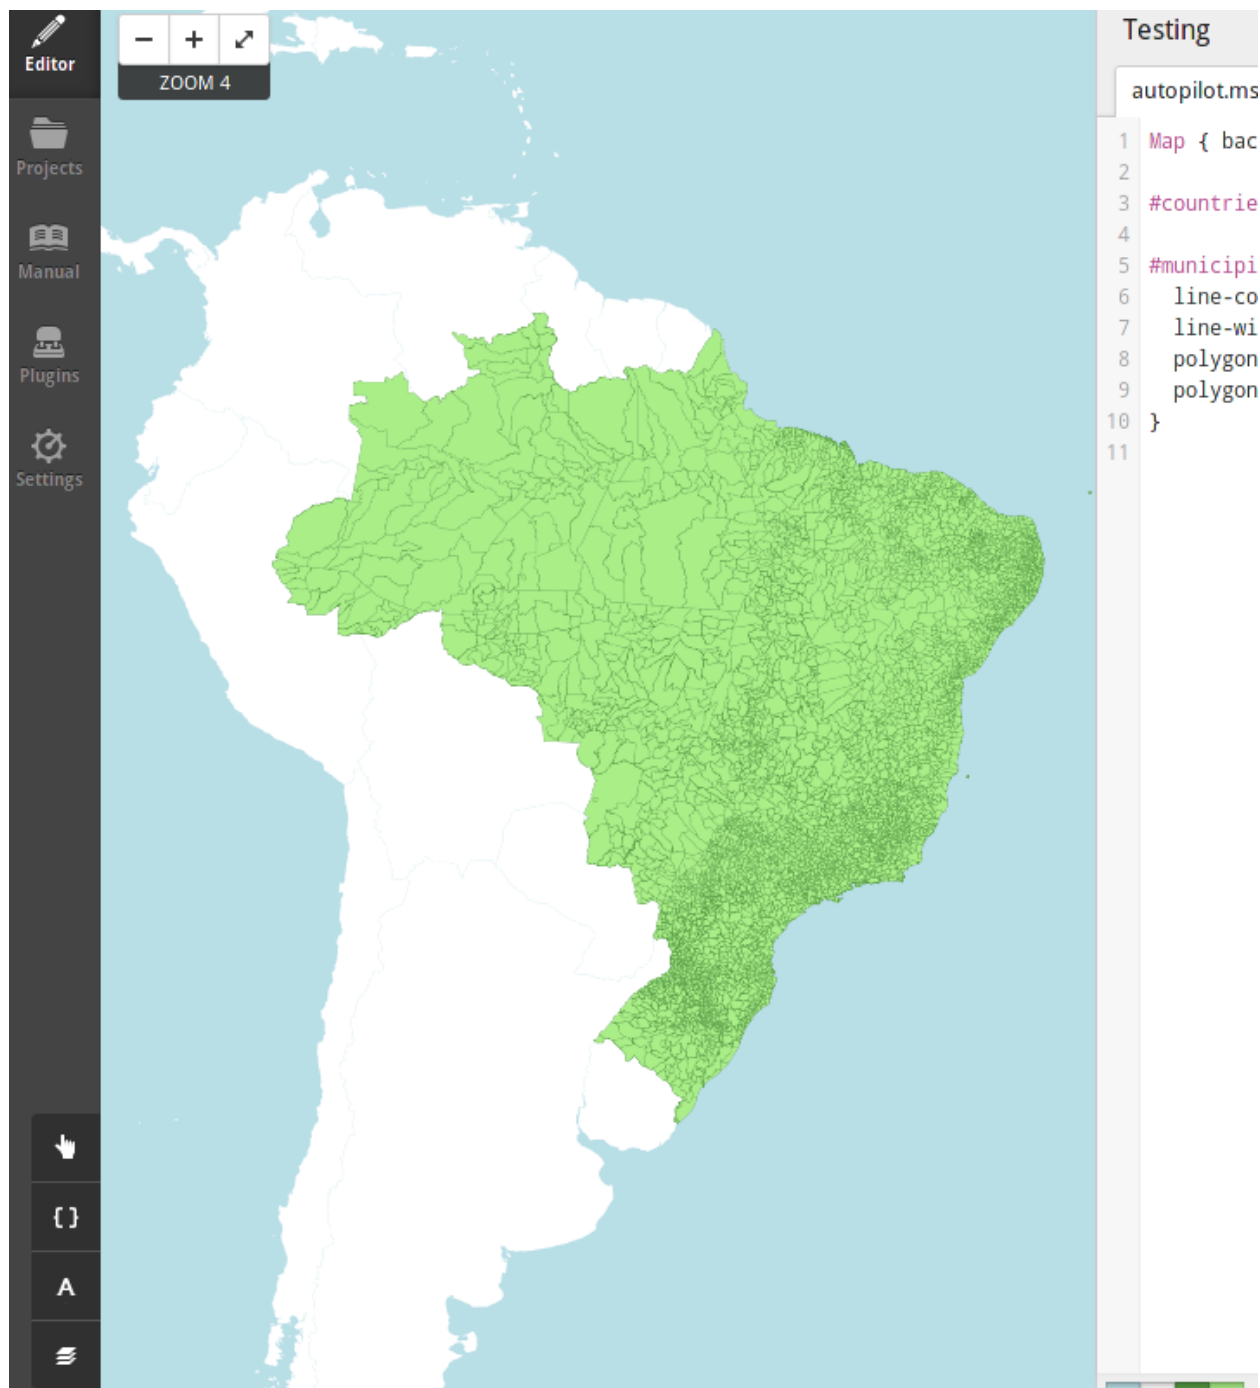 Editor
Projects
Manual
Plugins
Settings
ZOOM 4
{}
A
Testing
autopilot.ms
1 Map { bac
2
3 #countrie
4
5 #municipi
6 line-co
7 line-wi
8 polygon
9 polygon
10 }
11